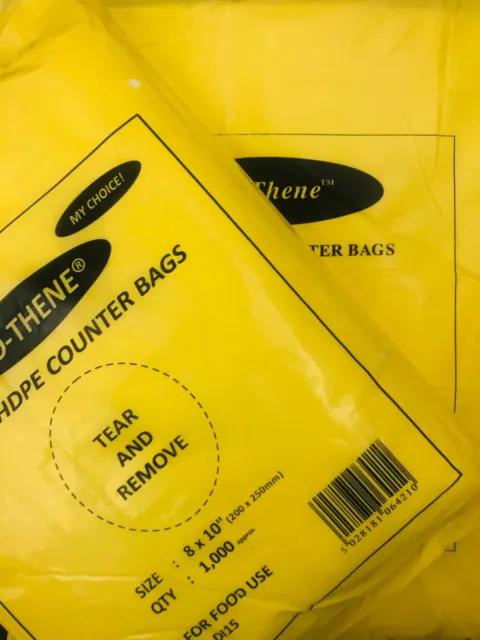 MY CHOICE!
-THENE®
HDPE COUNTER BAGS
TEAR
AND
REMOVE
SIZE : 8 x 10" (200 x 250mm)
QTY : 1,000 approx.
FOR FOOD USE
5 028181 064210
Thene™
TER BAGS